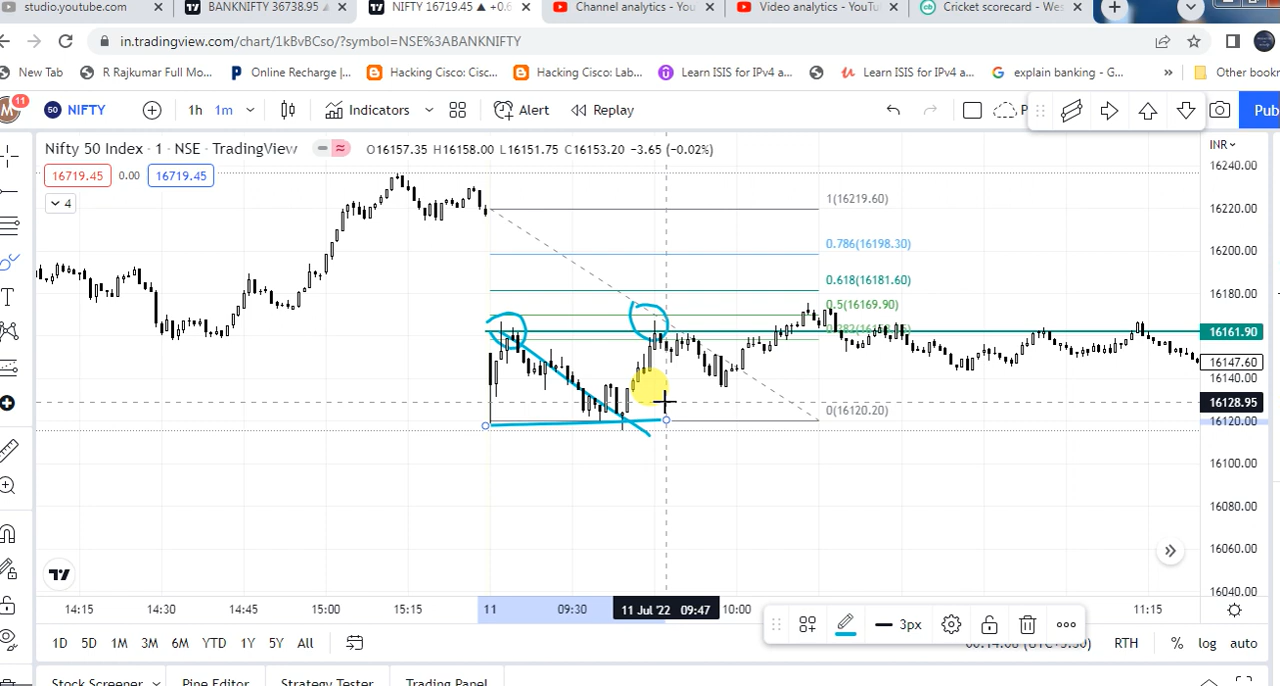 studio.youtube.com BANKNIFTY 36738.95 ▲ NIFTY 16719.45 ▲ +0.6 Channel analytics - You Video analytics - YouTu Cricket scorecard - Wes
in.tradingview.com/chart/1kBvBCso/?symbol=NSE%3ABANKNIFTY
New Tab R Rajkumar Full Mo... Online Recharge |... Hacking Cisco: Cisc... Hacking Cisco: Lab... Learn ISIS for IPv4 a... Learn ISIS for IPv4 a... explain banking - G... » Other book
M 11 50 NIFTY 1h 1m Indicators Alert Replay P Pub
Nifty 50 Index · 1 · NSE · TradingView O16157.35 H16158.00 L16151.75 C16153.20 -3.65 (-0.02%) INR
16719.45 0.00 16719.45
4
16240.00
1(16219.60)
16220.00
0.786(16198.30)
16200.00
0.618(16181.60)
16180.00
0.5(16169.90)
16161.90
16147.60
16140.00
16128.95
0(16120.20)
16120.00
16100.00
16080.00
16060.00
16040.00
14:15 14:30 14:45 15:00 15:15 11 09:30 11 Jul '22 09:47 10:00 11:15
3px
1D 5D 1M 3M 6M YTD 1Y 5Y All RTH % log auto
Stock Screener Pine Editor Strategy Tester Trading Panel